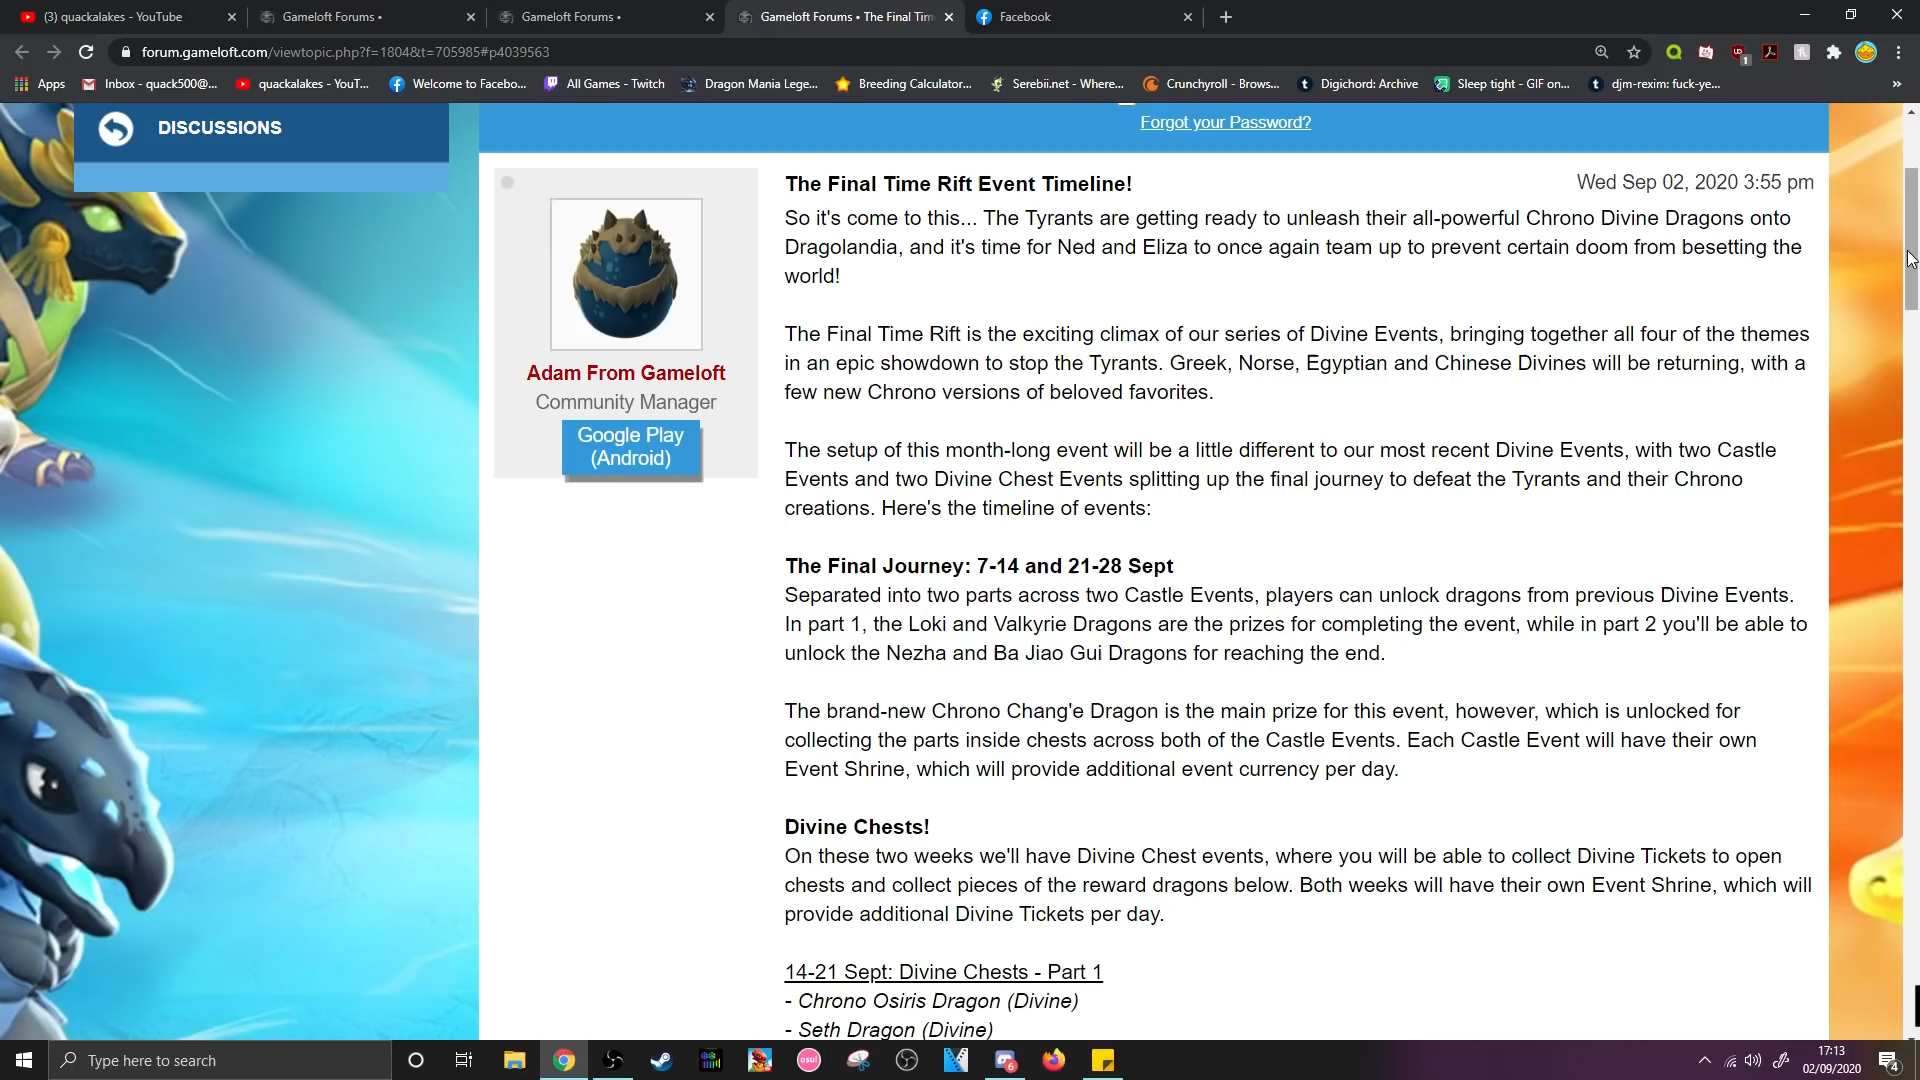 (3) quackalakes - YouTube
Gameloft Forums •
Gameloft Forums •
Gameloft Forums • The Final Tim
Facebook
forum.gameloft.com/viewtopic.php?f=1804&t=705985#p4039563
Apps
Inbox - quack500@...
quackalakes - YouT...
Welcome to Facebo...
All Games - Twitch
Dragon Mania Lege...
Breeding Calculator...
Serebii.net - Where...
Crunchyroll - Brows...
Digichord: Archive
Sleep tight - GIF on...
djm-rexim: fuck-ye...
»
DISCUSSIONS
Forgot your Password?
Adam From Gameloft
Community Manager
Google Play
(Android)
The Final Time Rift Event Timeline!
Wed Sep 02, 2020 3:55 pm
So it's come to this... The Tyrants are getting ready to unleash their all-powerful Chrono Divine Dragons onto
Dragolandia, and it's time for Ned and Eliza to once again team up to prevent certain doom from besetting the
world!
The Final Time Rift is the exciting climax of our series of Divine Events, bringing together all four of the themes
in an epic showdown to stop the Tyrants. Greek, Norse, Egyptian and Chinese Divines will be returning, with a
few new Chrono versions of beloved favorites.
The setup of this month-long event will be a little different to our most recent Divine Events, with two Castle
Events and two Divine Chest Events splitting up the final journey to defeat the Tyrants and their Chrono
creations. Here's the timeline of events:
The Final Journey: 7-14 and 21-28 Sept
Separated into two parts across two Castle Events, players can unlock dragons from previous Divine Events.
In part 1, the Loki and Valkyrie Dragons are the prizes for completing the event, while in part 2 you'll be able to
unlock the Nezha and Ba Jiao Gui Dragons for reaching the end.
The brand-new Chrono Chang'e Dragon is the main prize for this event, however, which is unlocked for
collecting the parts inside chests across both of the Castle Events. Each Castle Event will have their own
Event Shrine, which will provide additional event currency per day.
Divine Chests!
On these two weeks we'll have Divine Chest events, where you will be able to collect Divine Tickets to open
chests and collect pieces of the reward dragons below. Both weeks will have their own Event Shrine, which will
provide additional Divine Tickets per day.
14-21 Sept: Divine Chests - Part 1
- Chrono Osiris Dragon (Divine)
- Seth Dragon (Divine)
Type here to search
osu!
6
17:13
02/09/2020
4